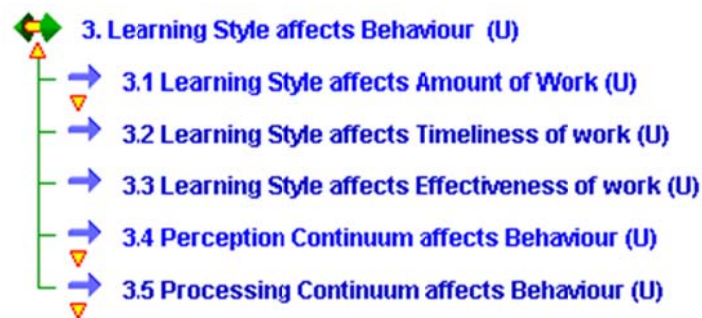 3. Learning Style affects Behaviour (U)
3.1 Learning Style affects Amount of Work (U)
3.2 Learning Style affects Timeliness of work (U)
3.3 Learning Style affects Effectiveness of work (U)
3.4 Perception Continuum affects Behaviour (U)
3.5 Processing Continuum affects Behaviour (U)